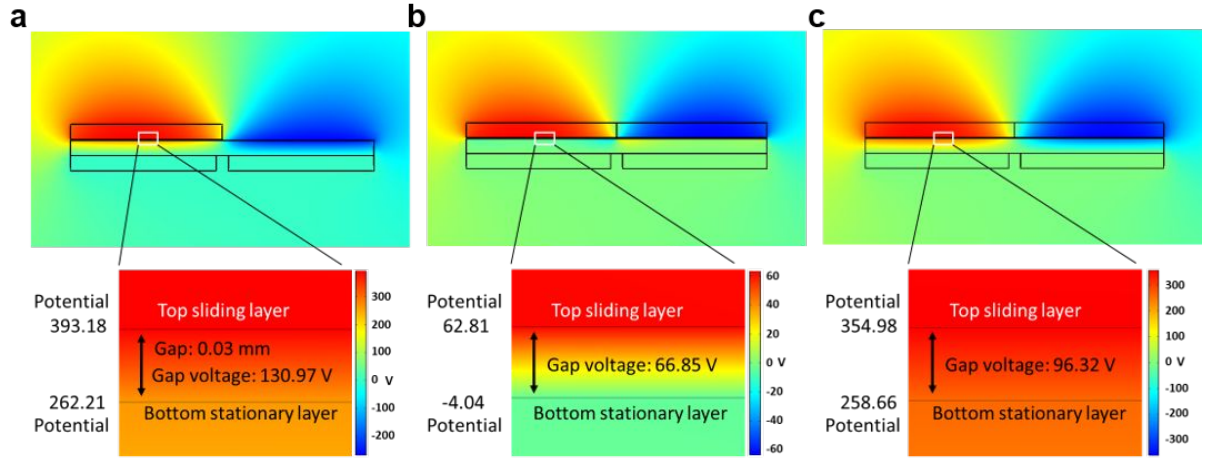 a
b
c
Potential
393.18
Top sliding layer
Gap: 0.03 mm
Gap voltage: 130.97 V
262.21
Potential
Bottom stationary layer
300
200
100
0 V
-100
-200
Potential
62.81
Top sliding layer
Gap voltage: 66.85 V
-4.04
Potential
Bottom stationary layer
60
40
20
0 V
-20
-40
-60
Potential
354.98
Top sliding layer
Gap voltage: 96.32 V
258.66
Potential
Bottom stationary layer
300
200
100
0 V
-100
-200
-300